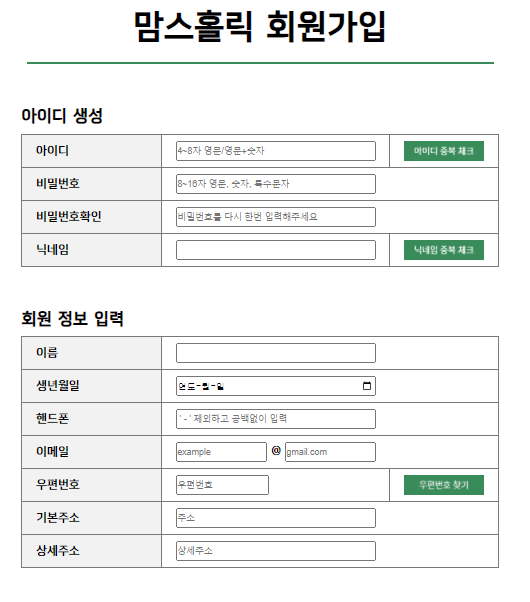 맘스홀릭 회원가입
아이디 생성
아이디 4~8자 영문/영문+숫자 아이디 중복 체크
비밀번호 8~16자 영문, 숫자, 특수문자
비밀번호확인 비밀번호를 다시 한번 입력해주세요
닉네임 닉네임 중복 체크
회원 정보 입력
이름
생년월일 연도-월-일
핸드폰 ' - ' 제외하고 공백없이 입력
이메일 example @ gmail.com
우편번호 우편번호 우편번호 찾기
기본주소 주소
상세주소 상세주소